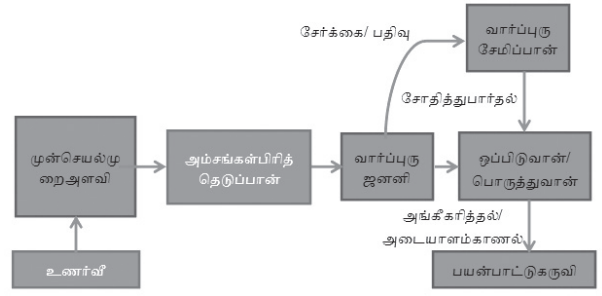 சேர்க்கை/ பதிவு
வார்ப்புரு
சேமிப்பான்
சோதித்துபார்தல்
முன்செயல்மு
றைஅளவி
அம்சங்கள்பிரித்
தெடுப்பான்
வார்ப்புரு
ஜனனி
ஒப்பிடுவான்/
பொருத்துவான்
அங்கீகரித்தல்/
அடையாளம்காணல்
உணர்வீ
பயன்பாட்டுகருவி